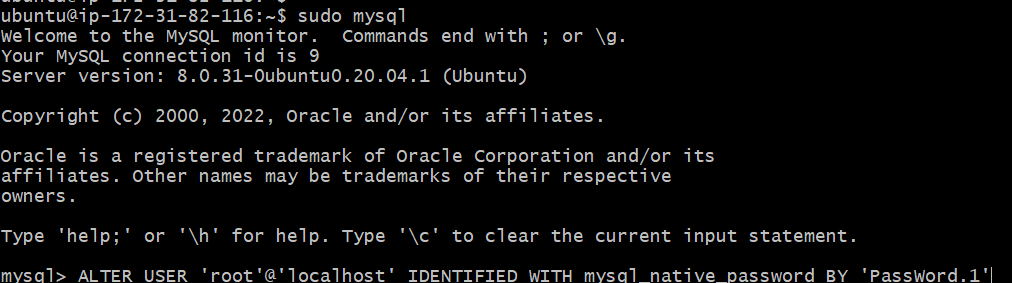 ubuntu@ip-172-31-82-116:~$ sudo mysql
Welcome to the MySQL monitor.  Commands end with ; or \g.
Your MySQL connection id is 9
Server version: 8.0.31-0ubuntu0.20.04.1 (Ubuntu)
Copyright (c) 2000, 2022, Oracle and/or its affiliates.
Oracle is a registered trademark of Oracle Corporation and/or its
affiliates. Other names may be trademarks of their respective
owners.
Type 'help;' or '\h' for help. Type '\c' to clear the current input statement.
mysql> ALTER USER 'root'@'localhost' IDENTIFIED WITH mysql_native_password BY 'PassWord.1'